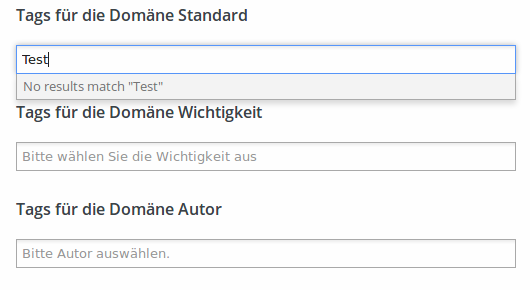 Tags für die Domäne Standard
Test
No results match "Test"
Tags für die Domäne Wichtigkeit
Bitte wählen Sie die Wichtigkeit aus
Tags für die Domäne Autor
Bitte Autor auswählen.